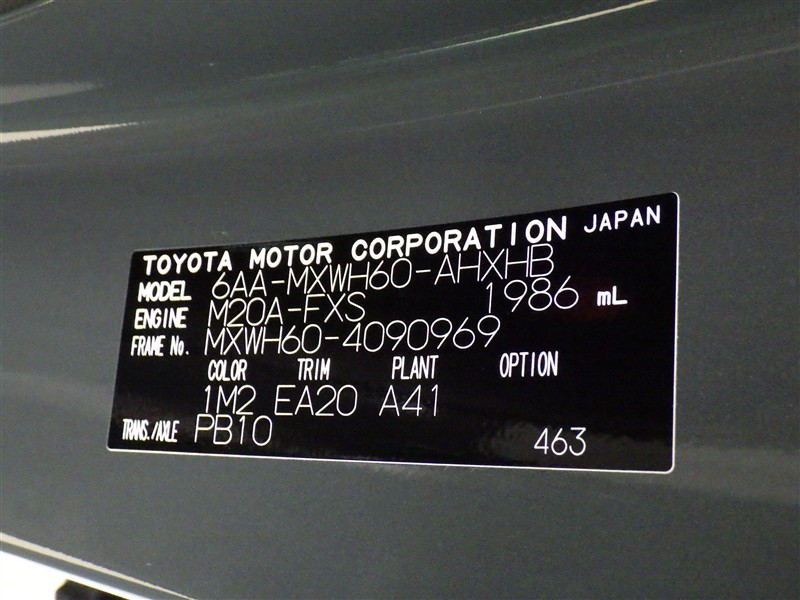 TOYOTA MOTOR CORPORATION JAPAN
MODEL 6AA-MXWH60-AHXHB
ENGINE M20A-FXS 1986 mL
FRAME No. MXWH60-4090969
COLOR TRIM PLANT OPTION
1M2 EA20 A41
TRANS./AXLE PB10 463